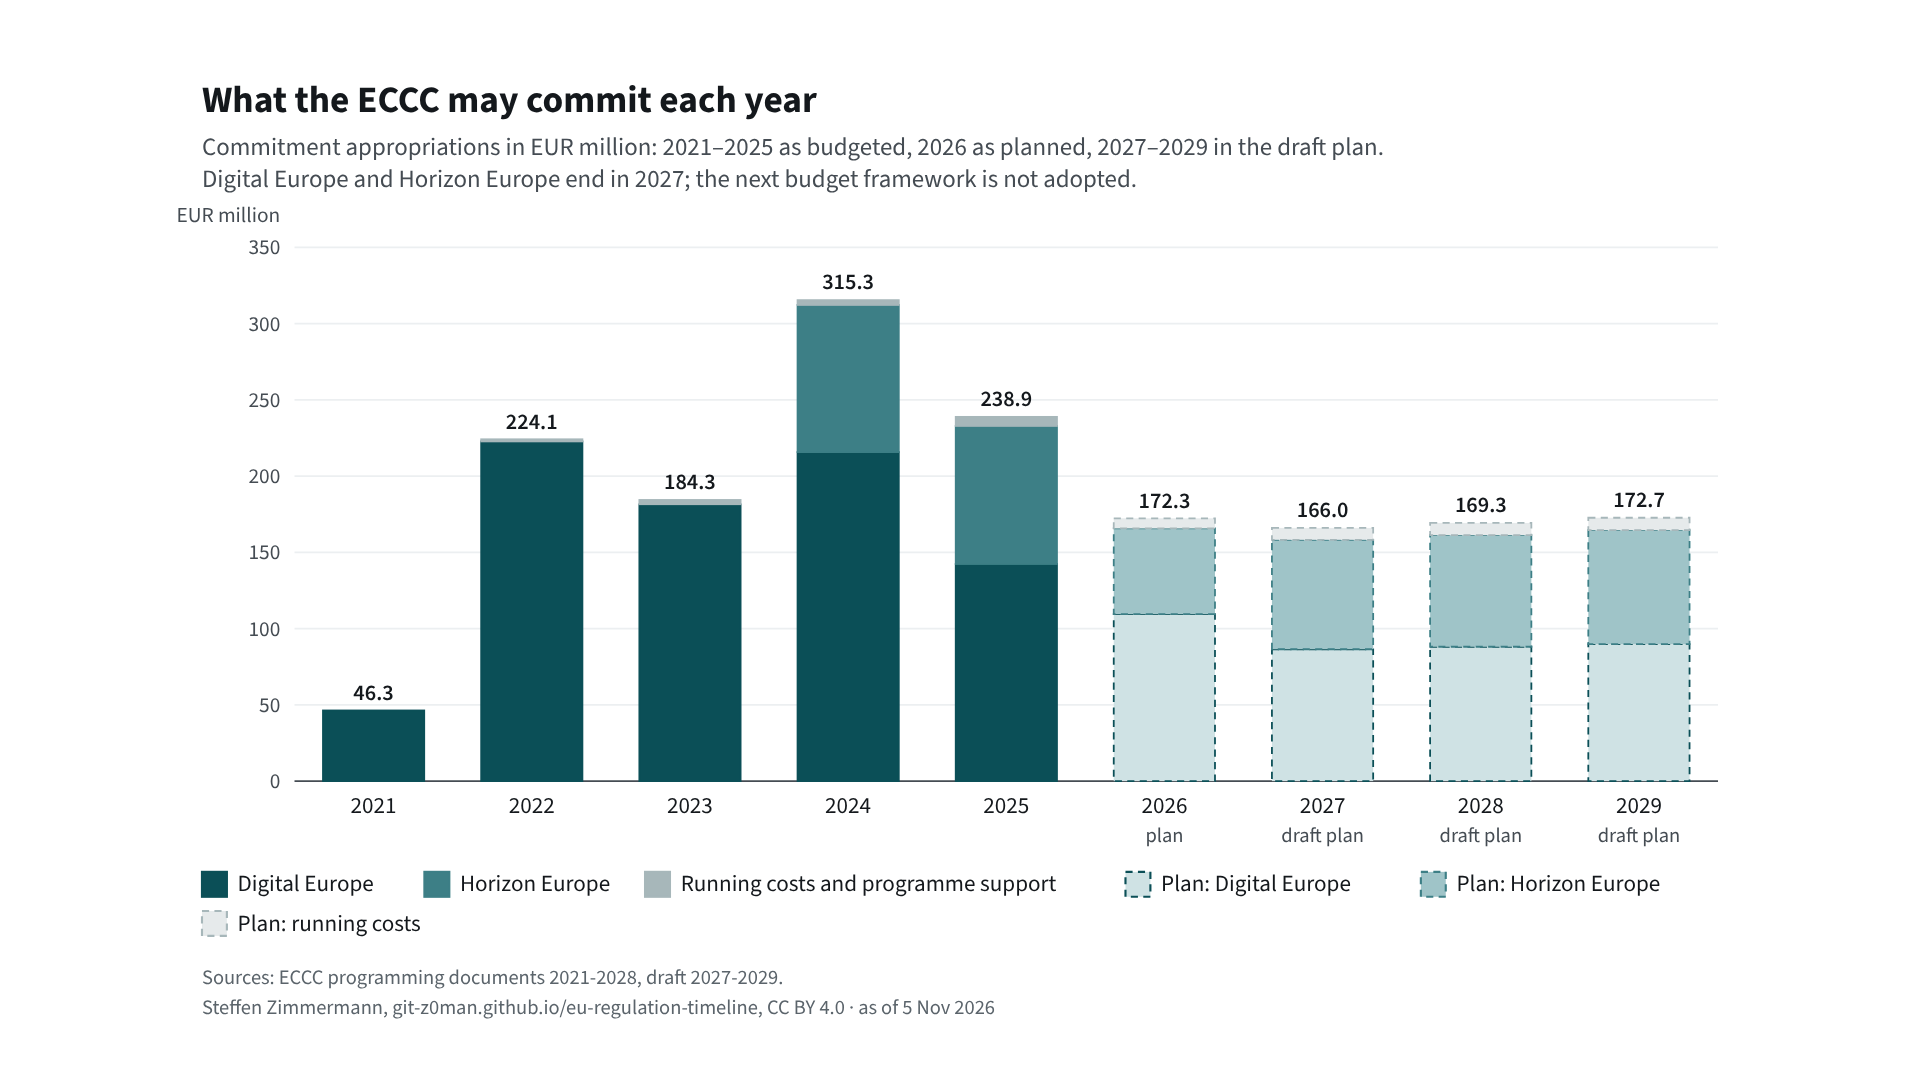 What the ECCC may commit each year
Commitment appropriations in EUR million: 2021–2025 as budgeted, 2026 as planned, 2027–2029 in the draft plan.
Digital Europe and Horizon Europe end in 2027; the next budget framework is not adopted.
EUR million
350
300
250
200
150
100
50
0
46.3
224.1
184.3
315.3
238.9
172.3
166.0
169.3
172.7
2021 2022 2023 2024 2025 2026 2027 2028 2029
plan draft plan draft plan draft plan
Digital Europe Horizon Europe Running costs and programme support Plan: Digital Europe Plan: Horizon Europe
Plan: running costs
Sources: ECCC programming documents 2021-2028, draft 2027-2029.
Steffen Zimmermann, git-z0man.github.io/eu-regulation-timeline, CC BY 4.0 · as of 5 Nov 2026